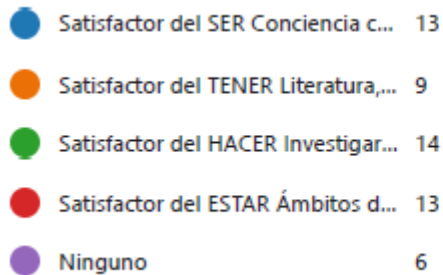 Satisfactor del SER Conciencia c... 13
Satisfactor del TENER Literatura,... 9
Satisfactor del HACER Investigar... 14
Satisfactor del ESTAR Ámbitos d... 13
Ninguno 6